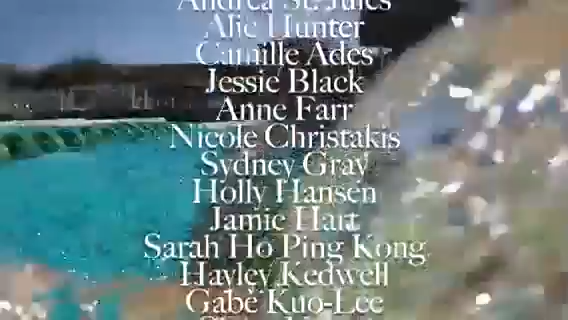 Andrea St. Jules
Alic Hunter
Camille Ades
Jessie Black
Anne Farr
Nicole Christakis
Sydney Gray
Holly Hansen
Jamie Hart
Sarah Ho Ping Kong
Hayley Kedwell
Gabe Kuo-Lee